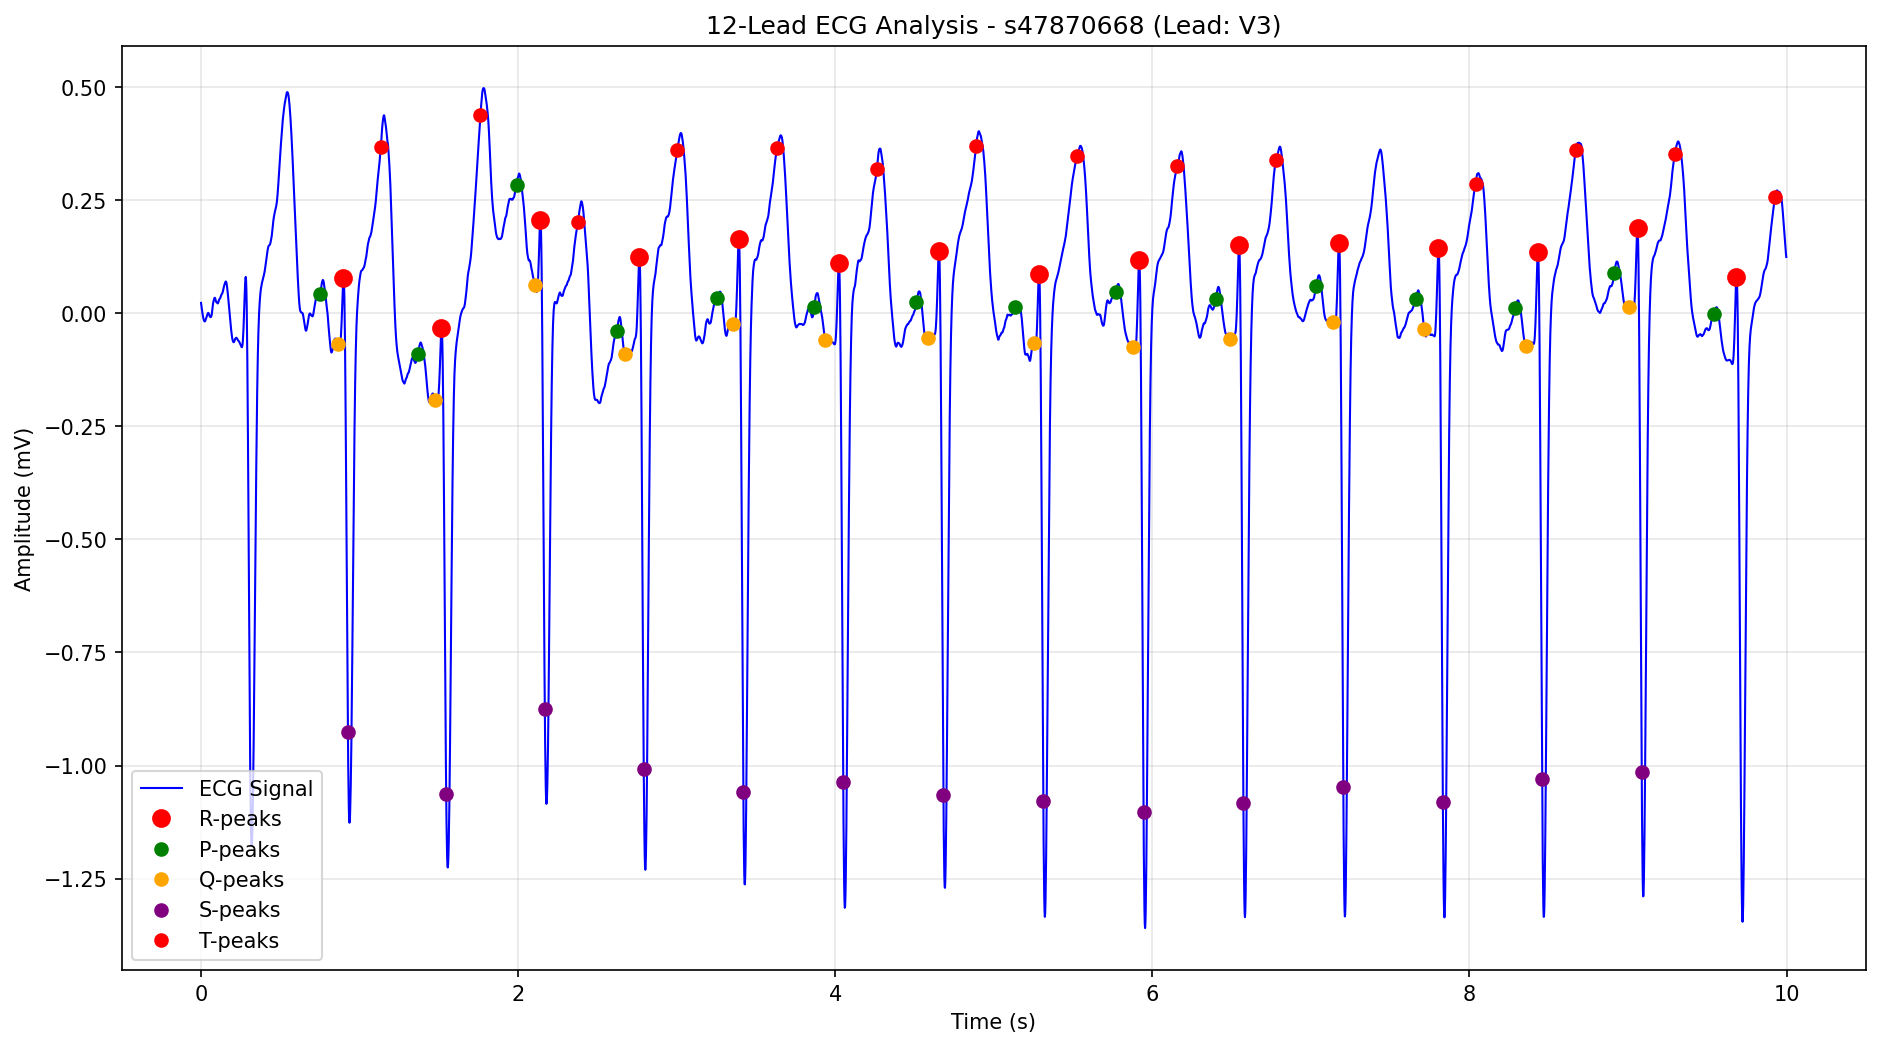 12-Lead ECG Analysis - s47870668 (Lead: V3)
Amplitude (mV)
0.50
0.25
0.00
−0.25
−0.50
−0.75
−1.00
−1.25
ECG Signal
R-peaks
P-peaks
Q-peaks
S-peaks
T-peaks
0 2 4 6 8 10
Time (s)